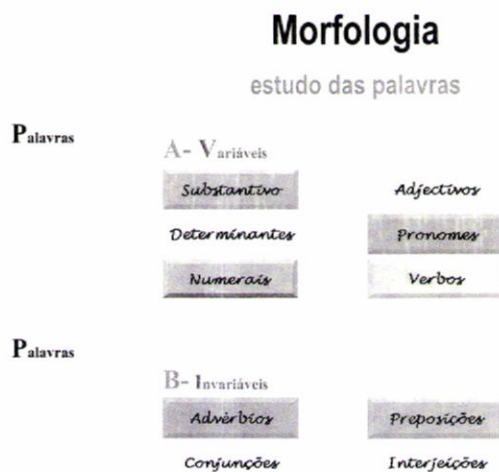 Morfologia
estudo das palavras
Palavras
A- Variáveis
Substantivo Adjectivos
Determinantes Pronomes
Numerais Verbos
Palavras
B- Invariáveis
Advérbios Preposições
Conjunções Interjeições